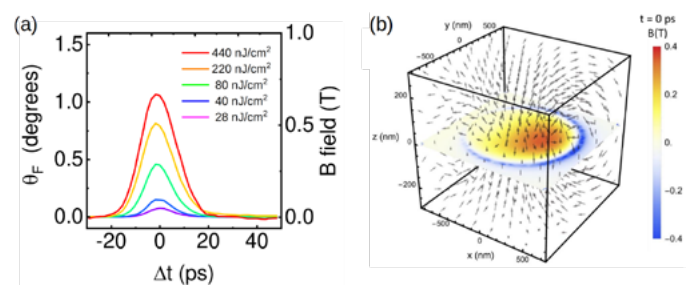 (a)
1.5
1.0
0.5
0.0
θF (degrees)
440 nJ/cm²
220 nJ/cm²
80 nJ/cm²
40 nJ/cm²
28 nJ/cm²
1.0
0.5
0.0
B field (T)
-20
0
20
40
Δt (ps)
(b)
y (nm)
-500
0
500
z (nm)
200
0
-200
-500
0
500
x (nm)
t = 0 ps
B(T)
0.4
0.2
0.
-0.2
-0.4